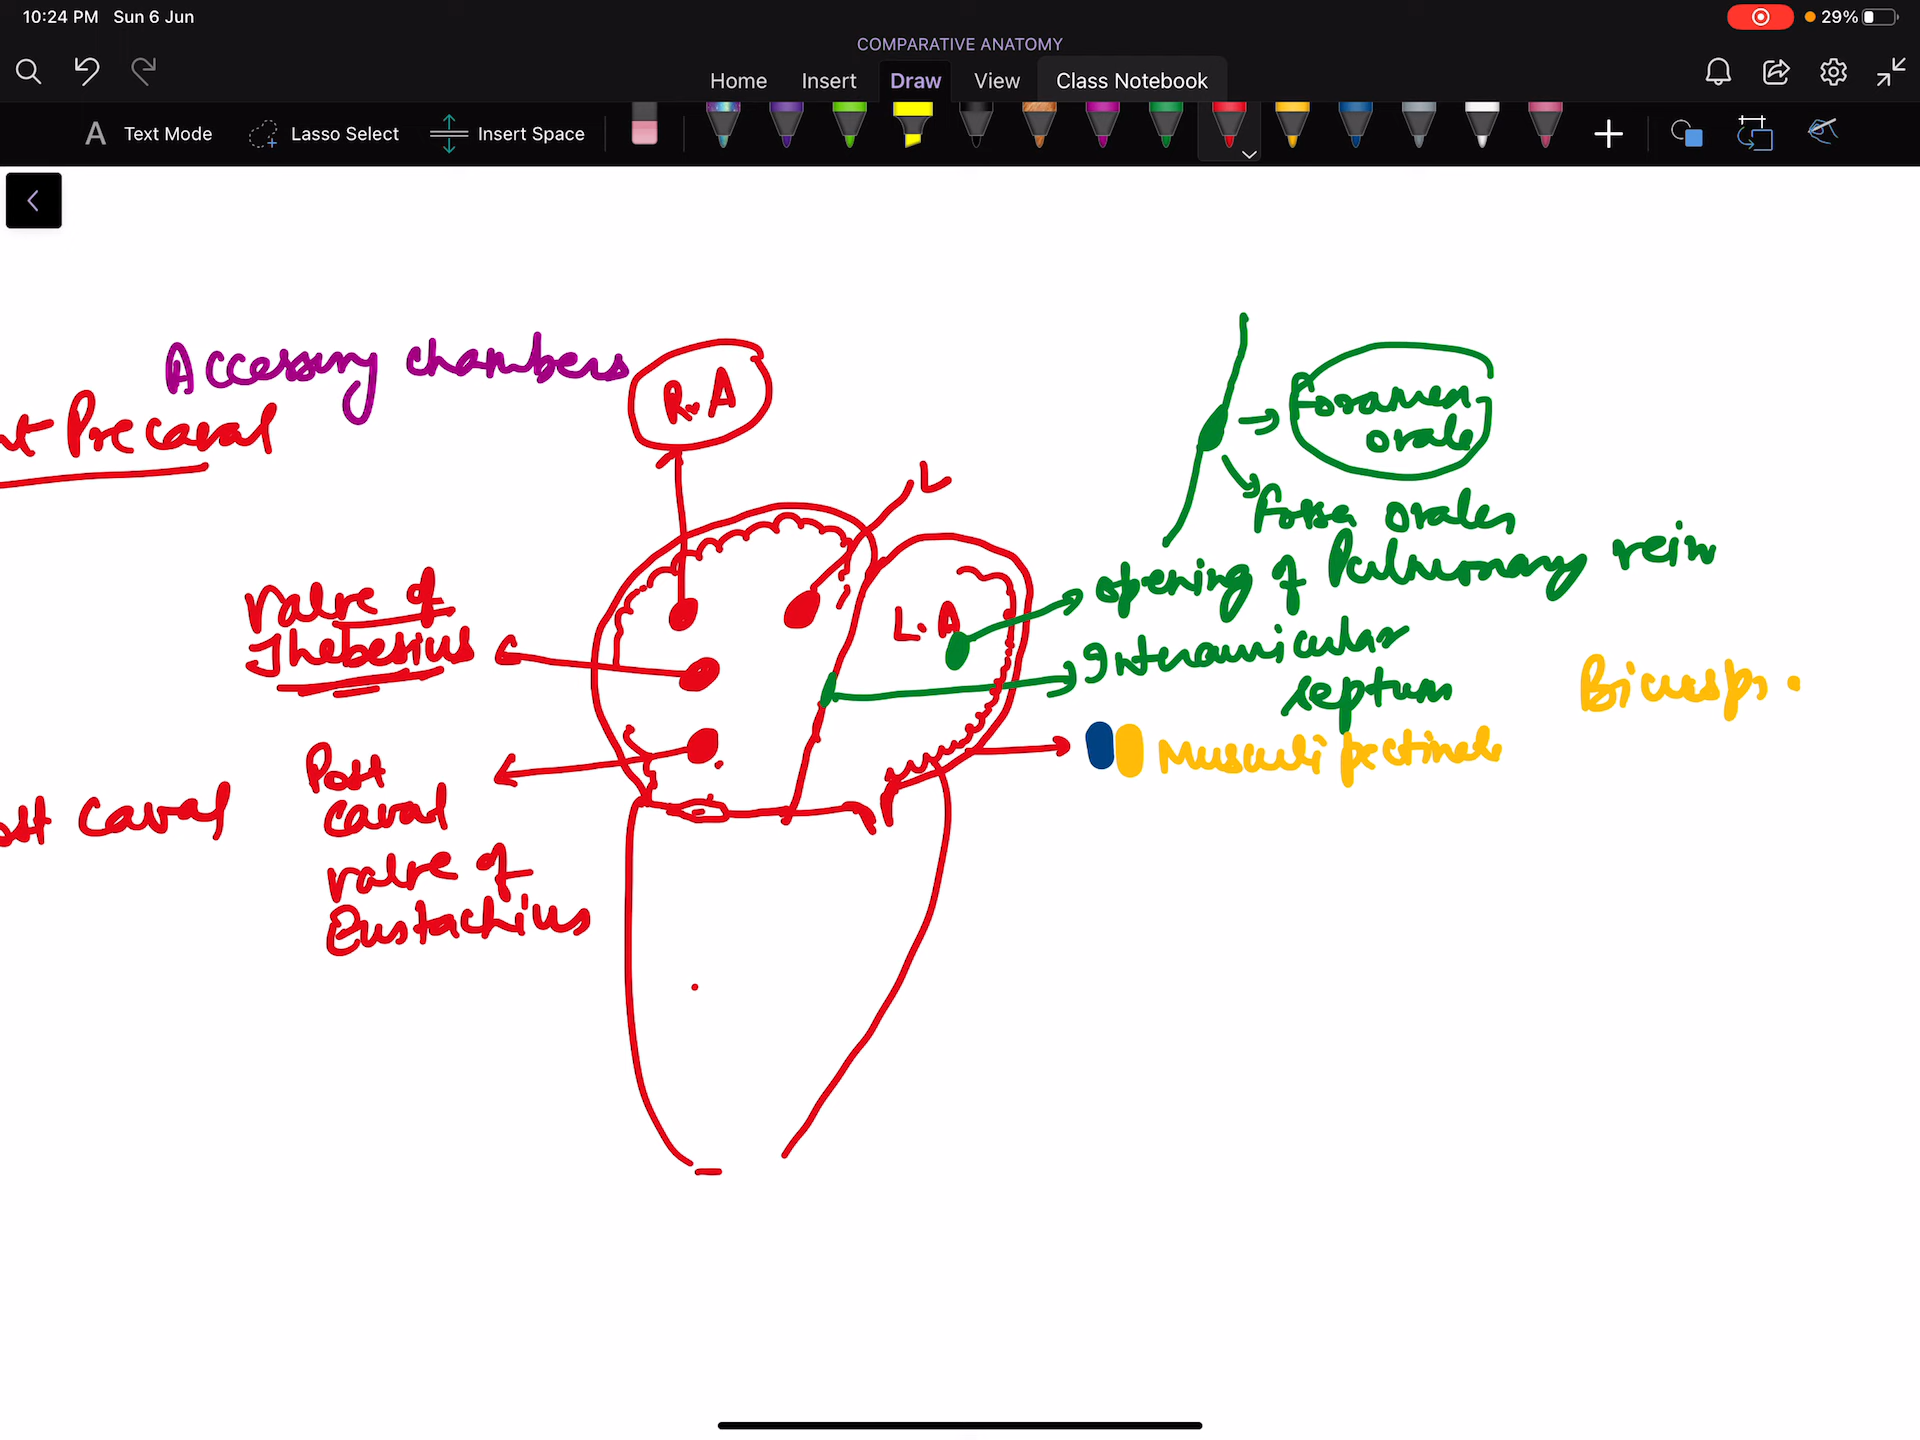 10:24 PM Sun 6 Jun
29%
COMPARATIVE ANATOMY
Home Insert Draw View Class Notebook
A Text Mode Lasso Select Insert Space
Accessory chambers
Precaval
R.A
L
Foramen
ovale
Fossa ovales
opening of Pulmonary vein
L.A
Interauricular
septum
Valve of
Thebesius
Bicusp.
Musculi pectinale
Post
caval
valve of
Eustachius
caval